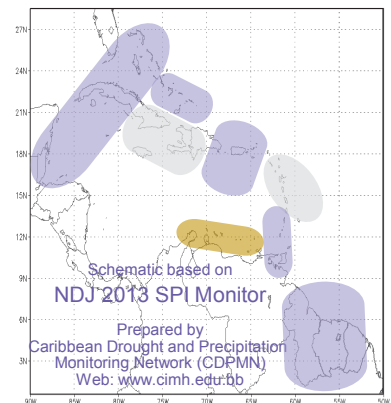 27N
24N
21N
18N
15N
12N
9N
6N
3N
Schematic based on
NDJ 2013 SPI Monitor
Prepared by
Caribbean Drought and Precipitation
Monitoring Network (CDPMN)
Web: www.cimh.edu.bb
90W 85W 80W 75W 70W 65W 60W 55W 50W